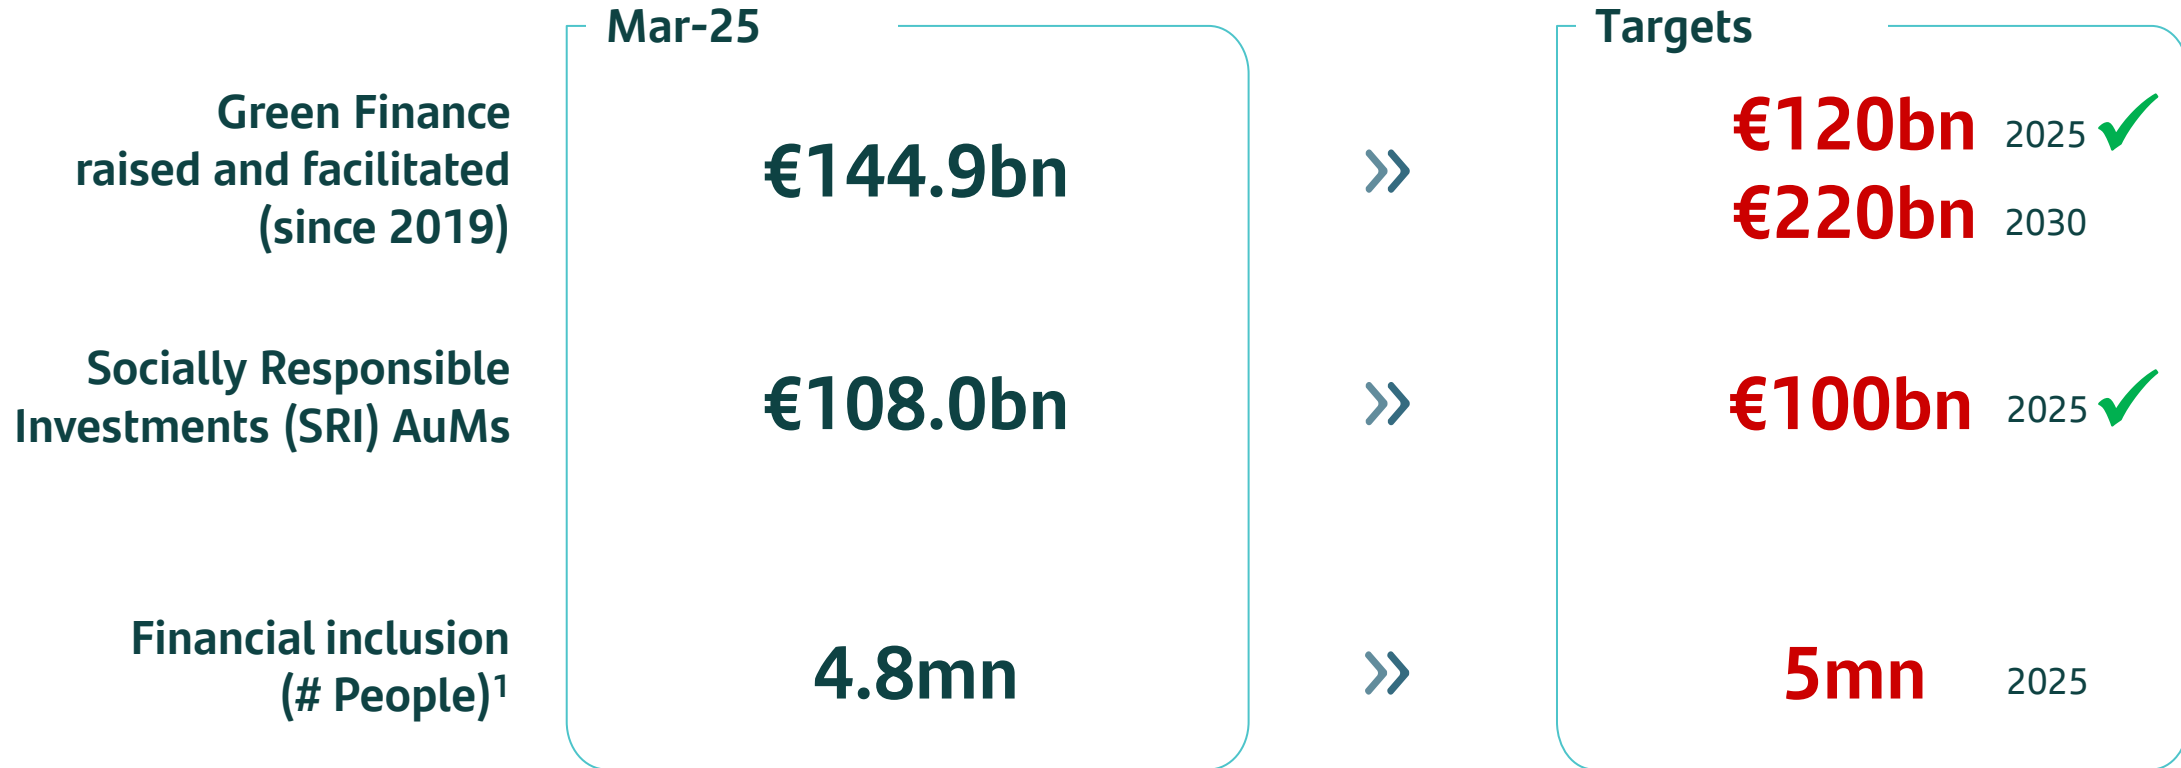 Mar-25
Targets
Green Finance
raised and facilitated
(since 2019)
€144.9bn
€120bn 2025
€220bn 2030
Socially Responsible
Investments (SRI) AuMs
€108.0bn
€100bn 2025
Financial inclusion
(# People)¹
4.8mn
5mn 2025